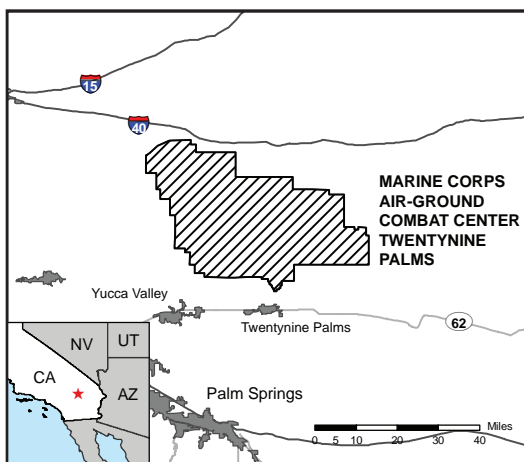 15
40
MARINE CORPS
AIR-GROUND
COMBAT CENTER
TWENTYNINE
PALMS
Yucca Valley
Twentynine Palms
62
NV
UT
CA
AZ
Palm Springs
Miles
0 5 10 20 30 40